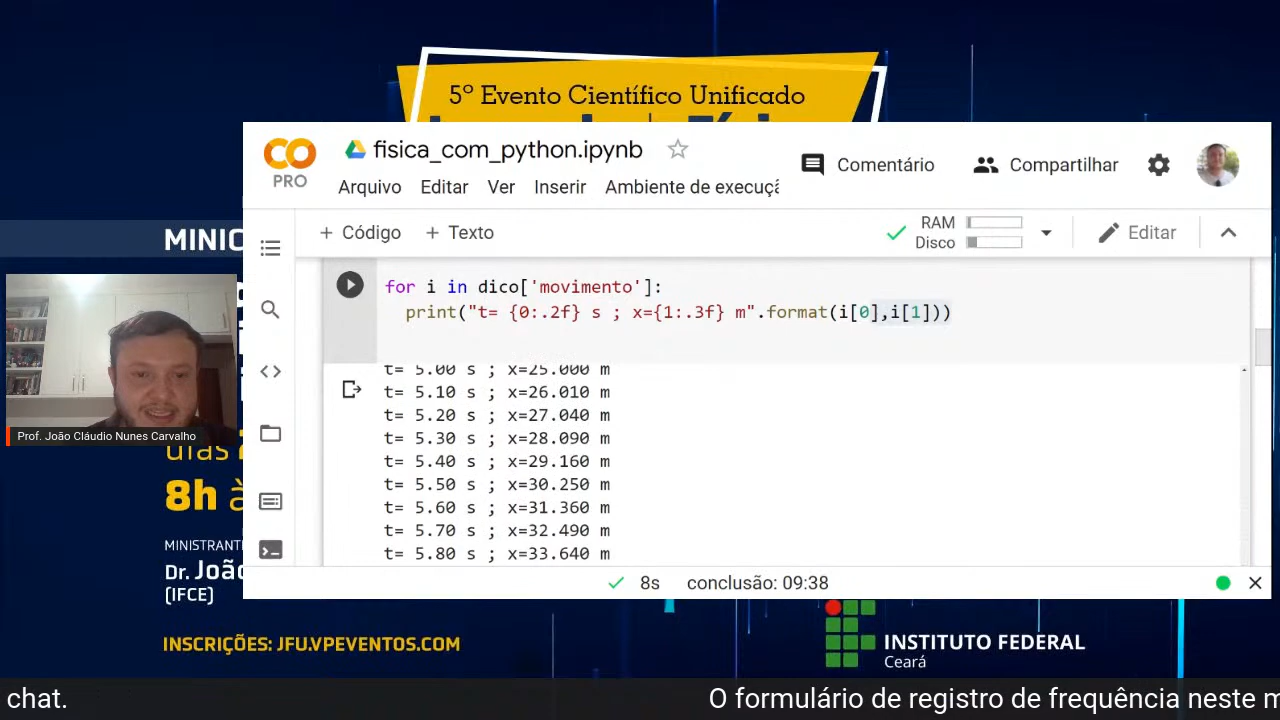 5º Evento Científico Unificado
CO
PRO
fisica_com_python.ipynb
Comentário
Compartilhar
Arquivo Editar Ver Inserir Ambiente de execuçã
+ Código + Texto
RAM
Disco
Editar
for i in dico['movimento']:
print("t= {0:.2f} s ; x={1:.3f} m".format(i[0],i[1]))
t= 5.00 s ; x=25.000 m
t= 5.10 s ; x=26.010 m
t= 5.20 s ; x=27.040 m
t= 5.30 s ; x=28.090 m
t= 5.40 s ; x=29.160 m
t= 5.50 s ; x=30.250 m
t= 5.60 s ; x=31.360 m
t= 5.70 s ; x=32.490 m
t= 5.80 s ; x=33.640 m
8s conclusão: 09:38
MINIC
Prof. João Cláudio Nunes Carvalho
dias
8h à
MINISTRANT
Dr. João
(IFCE)
INSCRIÇÕES: JFU.VPEVENTOS.COM
INSTITUTO FEDERAL
Ceará
chat.
O formulário de registro de frequência neste m